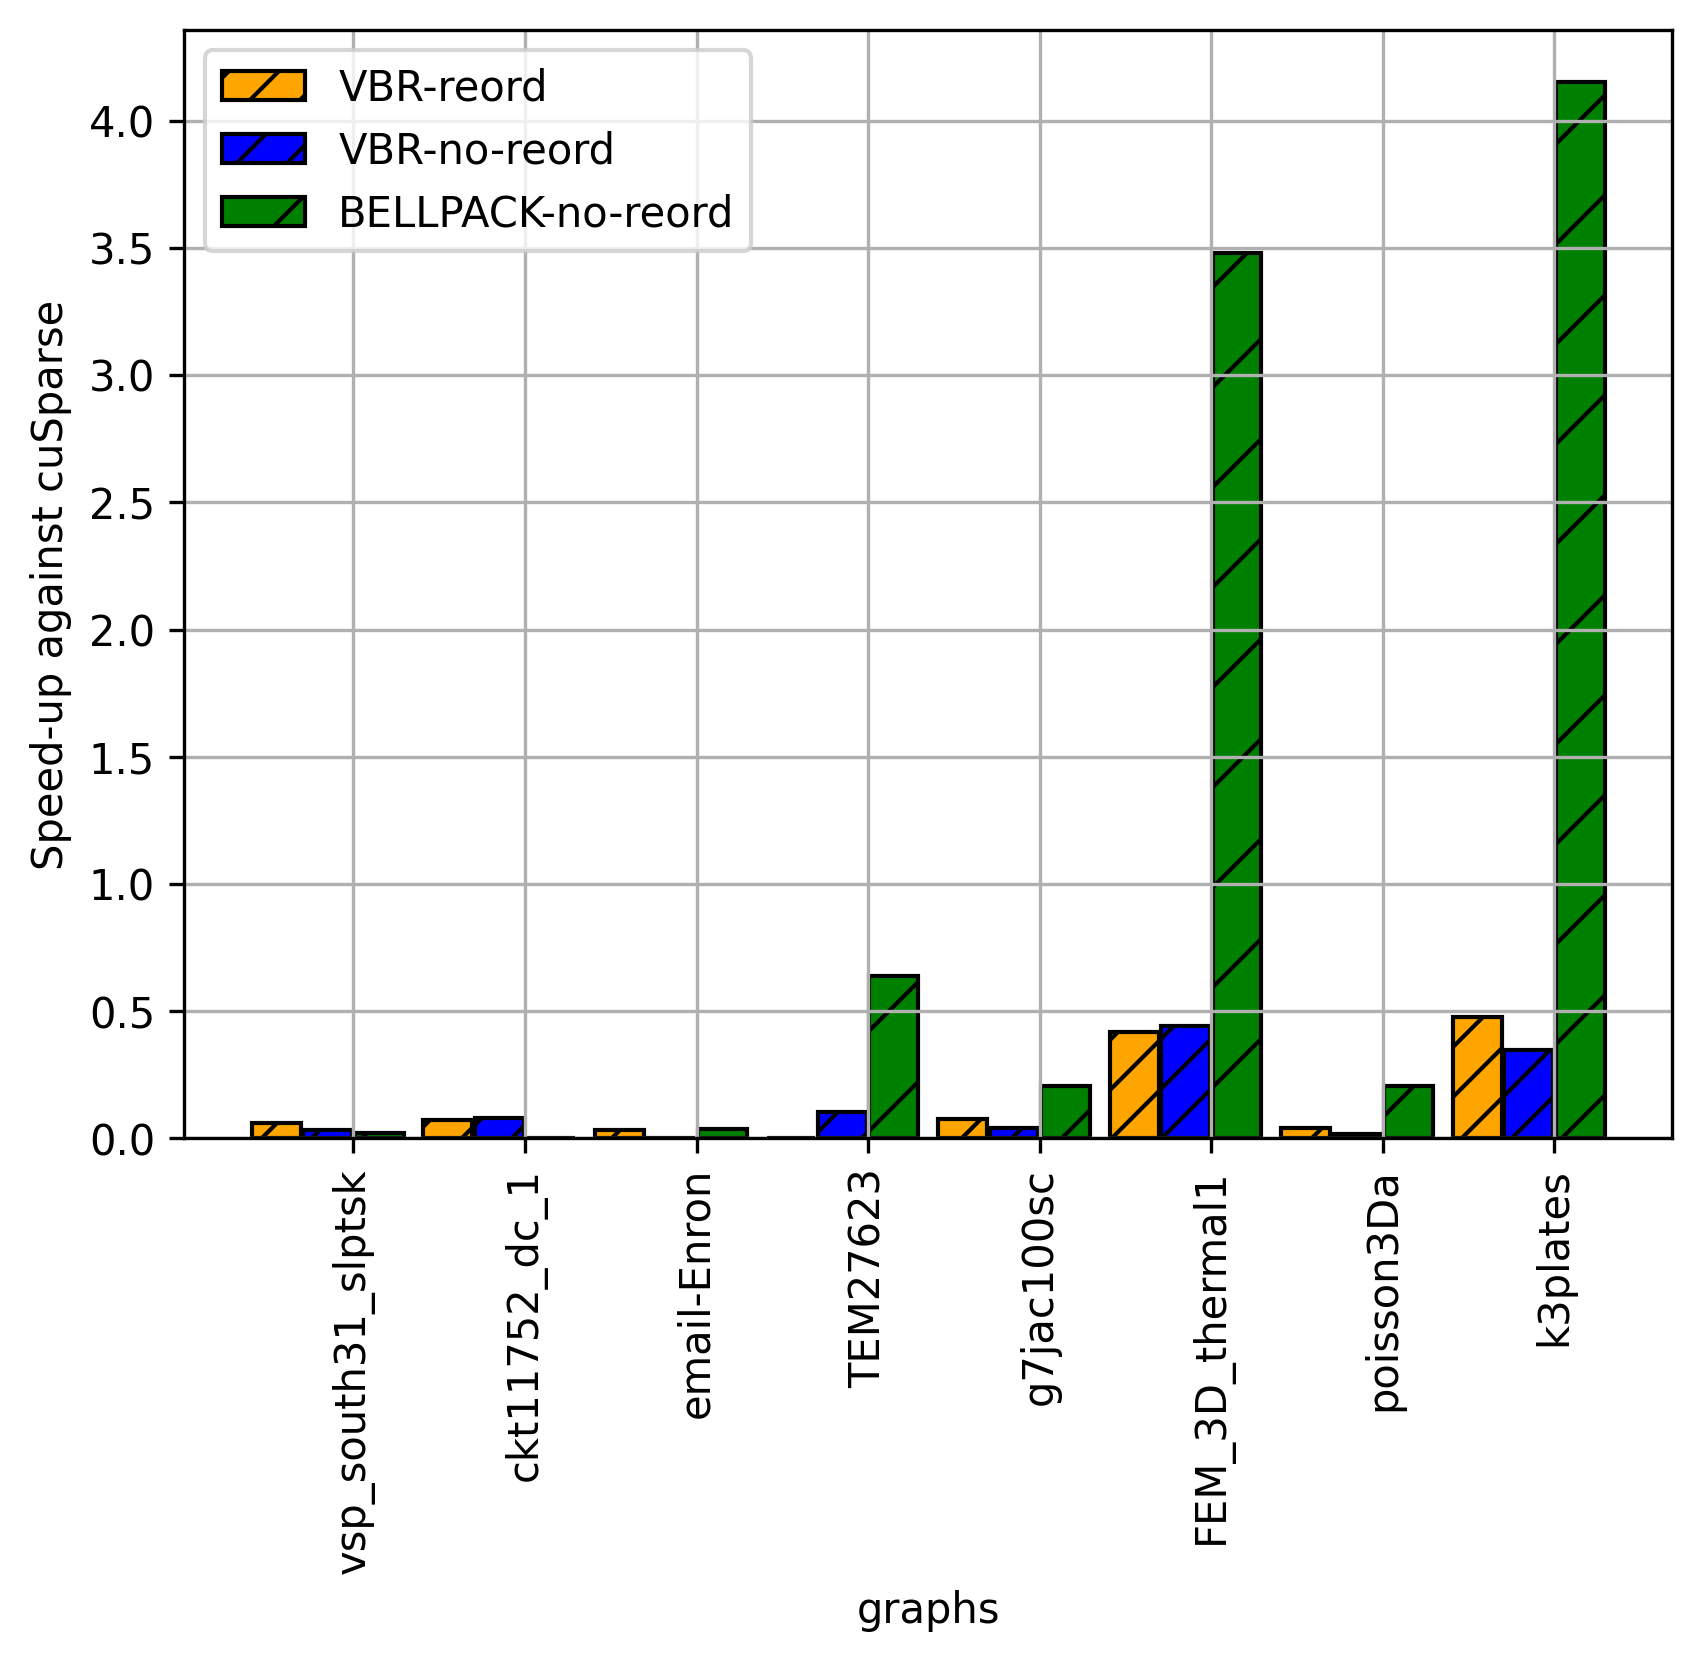 VBR-reord
VBR-no-reord
BELLPACK-no-reord
Speed-up against cuSparse
4.0
3.5
3.0
2.5
2.0
1.5
1.0
0.5
0.0
vsp_south31_slptsk
ckt11752_dc_1
email-Enron
TEM27623
g7jac100sc
FEM_3D_thermal1
poisson3Da
k3plates
graphs